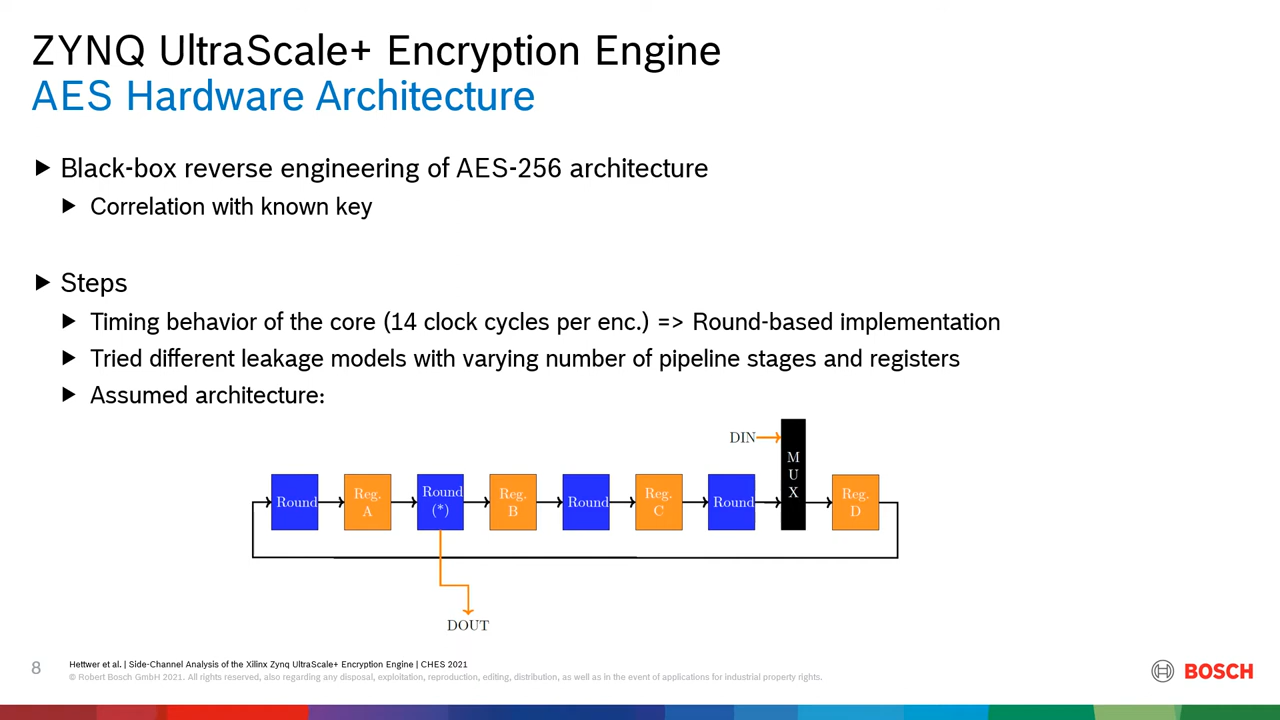 ZYNQ UltraScale+ Encryption Engine
AES Hardware Architecture
Black-box reverse engineering of AES-256 architecture
Correlation with known key
Steps
Timing behavior of the core (14 clock cycles per enc.) => Round-based implementation
Tried different leakage models with varying number of pipeline stages and registers
Assumed architecture:
DIN
M
U
X
Round
Reg.
A
Round
(*)
Reg.
B
Round
Reg.
C
Round
Reg.
D
DOUT
8
Hettwer et al. | Side-Channel Analysis of the Xilinx Zynq UltraScale+ Encryption Engine | CHES 2021
© Robert Bosch GmbH 2021. All rights reserved, also regarding any disposal, exploitation, reproduction, editing, distribution, as well as in the event of applications for industrial property rights.
BOSCH